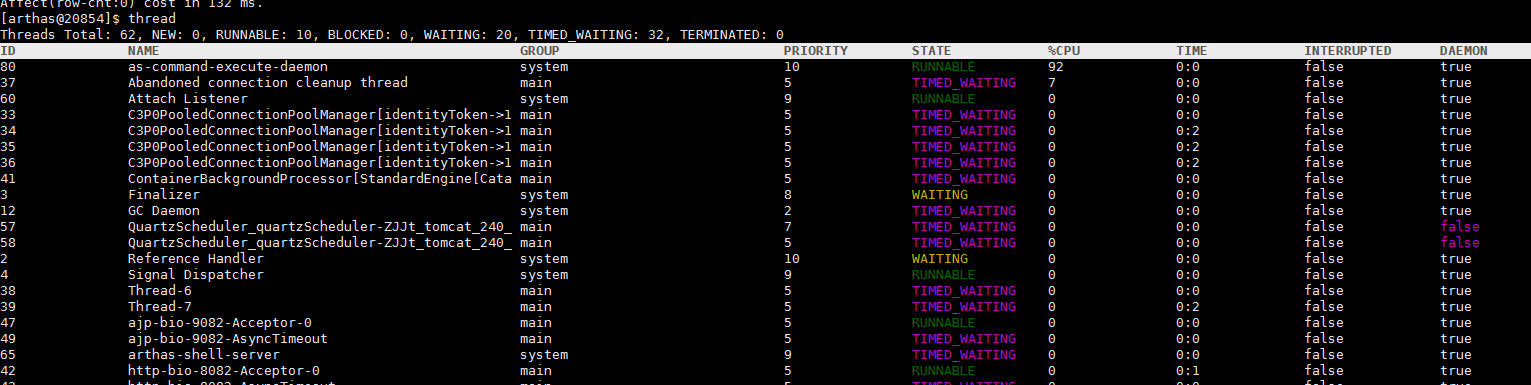 Affect(row-cnt:0) cost in 132 ms.
[arthas@20854]$ thread
Threads Total: 62, NEW: 0, RUNNABLE: 10, BLOCKED: 0, WAITING: 20, TIMED_WAITING: 32, TERMINATED: 0
ID NAME GROUP PRIORITY STATE %CPU TIME INTERRUPTED DAEMON
80 as-command-execute-daemon system 10 RUNNABLE 92 0:0 false true
37 Abandoned connection cleanup thread main 5 TIMED_WAITING 7 0:0 false true
60 Attach Listener system 9 RUNNABLE 0 0:0 false true
33 C3P0PooledConnectionPoolManager[identityToken->1 main 5 TIMED_WAITING 0 0:0 false true
34 C3P0PooledConnectionPoolManager[identityToken->1 main 5 TIMED_WAITING 0 0:2 false true
35 C3P0PooledConnectionPoolManager[identityToken->1 main 5 TIMED_WAITING 0 0:2 false true
36 C3P0PooledConnectionPoolManager[identityToken->1 main 5 TIMED_WAITING 0 0:2 false true
41 ContainerBackgroundProcessor[StandardEngine[Cata main 5 TIMED_WAITING 0 0:0 false true
3 Finalizer system 8 WAITING 0 0:0 false true
12 GC Daemon system 2 TIMED_WAITING 0 0:0 false true
57 QuartzScheduler_quartzScheduler-ZJJt_tomcat_240_ main 7 TIMED_WAITING 0 0:0 false false
58 QuartzScheduler_quartzScheduler-ZJJt_tomcat_240_ main 5 TIMED_WAITING 0 0:0 false false
2 Reference Handler system 10 WAITING 0 0:0 false true
4 Signal Dispatcher system 9 RUNNABLE 0 0:0 false true
38 Thread-6 main 5 TIMED_WAITING 0 0:0 false true
39 Thread-7 main 5 TIMED_WAITING 0 0:2 false true
47 ajp-bio-9082-Acceptor-0 main 5 RUNNABLE 0 0:0 false true
49 ajp-bio-9082-AsyncTimeout main 5 TIMED_WAITING 0 0:0 false true
65 arthas-shell-server system 9 TIMED_WAITING 0 0:0 false true
42 http-bio-8082-Acceptor-0 main 5 RUNNABLE 0 0:1 false true